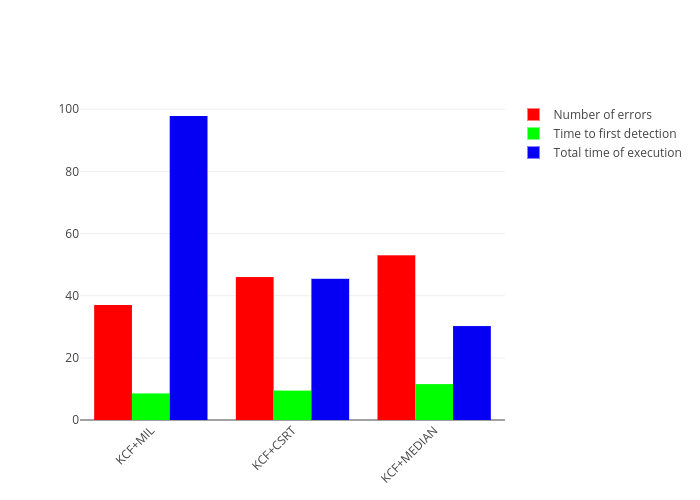 100
80
60
40
20
0
KCF+MIL
KCF+CSRT
KCF+MEDIAN
Number of errors
Time to first detection
Total time of execution